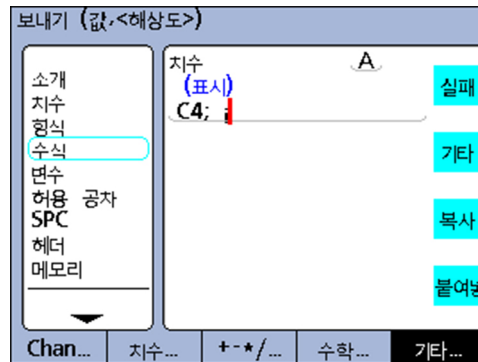 보내기 (값,<해상도>)
소개
치수
형식
수식
변수
허용 공차
SPC
헤더
메모리
치수
A
(표시)
C4; ;
실패
기타
복사
Chan...
치수...
+-*/...
수학...
기타...